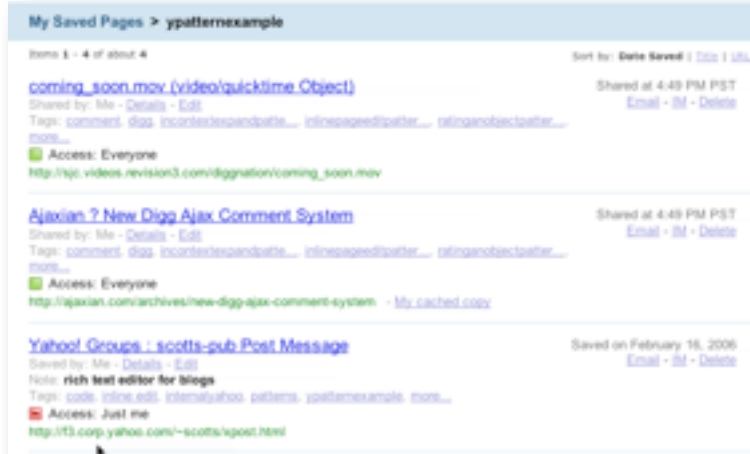 My Saved Pages > ypatternexample
Items 1 - 4 of about 4
Sort by: Date Saved | Title | URL
coming_soon.mov (video/quicktime Object)
Shared at 4:49 PM PST
Shared by: Me - Details - Edit
Email - IM - Delete
Tags: comment, digg, incontextexpandpatte..., inlinepageeditpatter..., ratinganobjectpatter...,
more...
Access: Everyone
http://sjc.videos.revision3.com/diggnation/coming_soon.mov
Ajaxian ? New Digg Ajax Comment System
Shared at 4:49 PM PST
Shared by: Me - Details - Edit
Email - IM - Delete
Tags: comment, digg, incontextexpandpatte..., inlinepageeditpatter..., ratinganobjectpatter...,
more...
Access: Everyone
http://ajaxian.com/archives/new-digg-ajax-comment-system - My cached copy
Yahoo! Groups : scotts-pub Post Message
Saved on February 16, 2006
Saved by: Me - Details - Edit
Email - IM - Delete
Note: rich text editor for blogs
Tags: code, inline edit, internalyahoo, patterns, ypatternexample, more...
Access: Just me
http://f3.corp.yahoo.com/~scotts/xpost.html